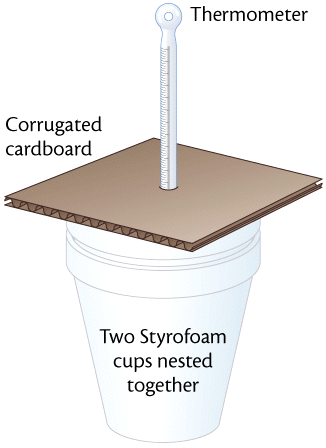 Thermometer
Corrugated
cardboard
Two Styrofoam
cups nested
together